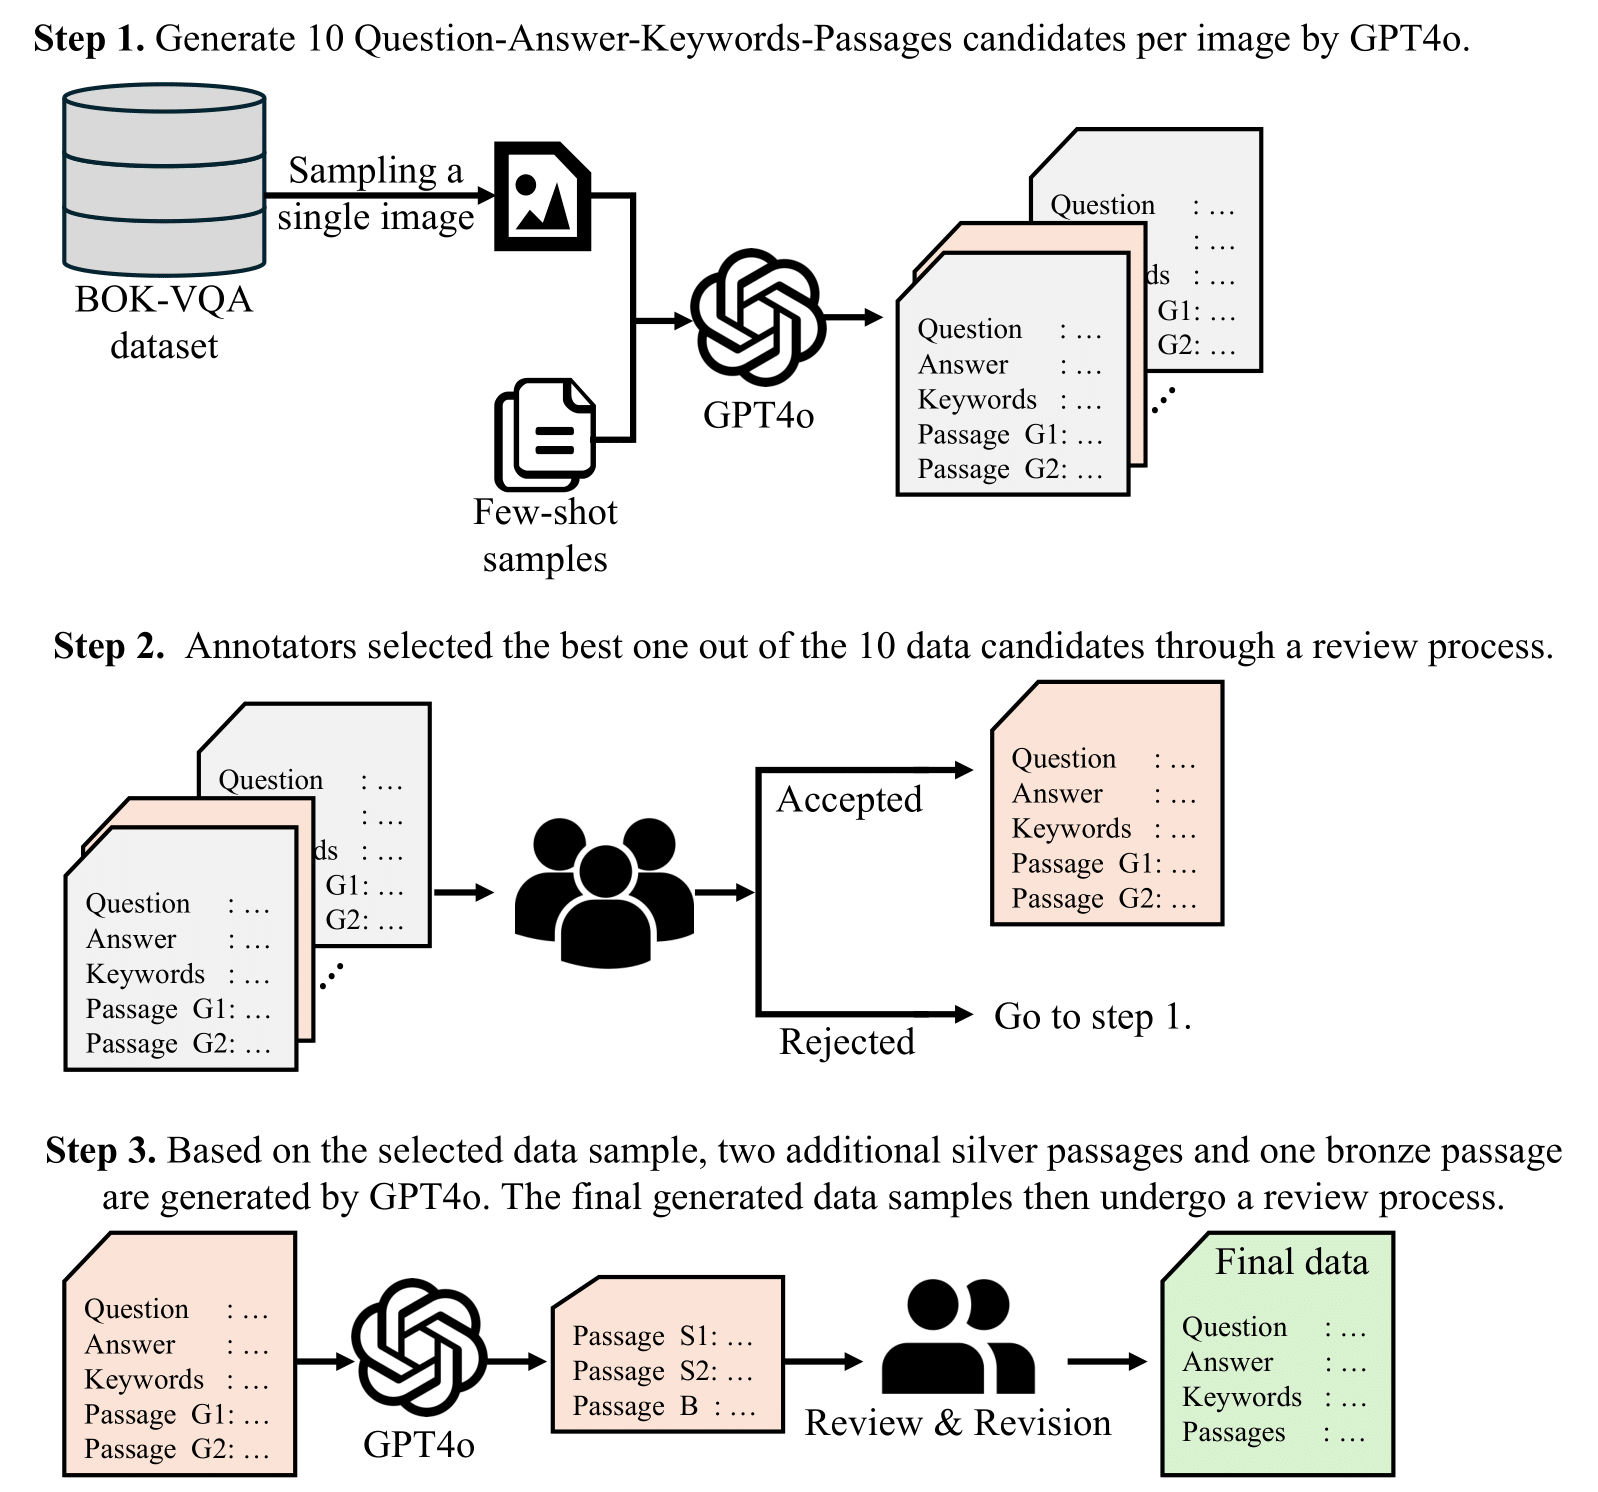 Step 1. Generate 10 Question-Answer-Keywords-Passages candidates per image by GPT4o.
Sampling a
single image
BOK-VQA
dataset
Few-shot
samples
GPT4o
Question : ...
: ...
ds : ...
G1: ...
G2: ...
Question : ...
Answer : ...
Keywords : ...
Passage G1: ...
Passage G2: ...
Step 2. Annotators selected the best one out of the 10 data candidates through a review process.
Question : ...
: ...
ds : ...
G1: ...
G2: ...
Question : ...
Answer : ...
Keywords : ...
Passage G1: ...
Passage G2: ...
Accepted
Question : ...
Answer : ...
Keywords : ...
Passage G1: ...
Passage G2: ...
Rejected
Go to step 1.
Step 3. Based on the selected data sample, two additional silver passages and one bronze passage
are generated by GPT4o. The final generated data samples then undergo a review process.
Question : ...
Answer : ...
Keywords : ...
Passage G1: ...
Passage G2: ...
GPT4o
Passage S1: ...
Passage S2: ...
Passage B : ...
Review & Revision
Final data
Question : ...
Answer : ...
Keywords : ...
Passages : ...